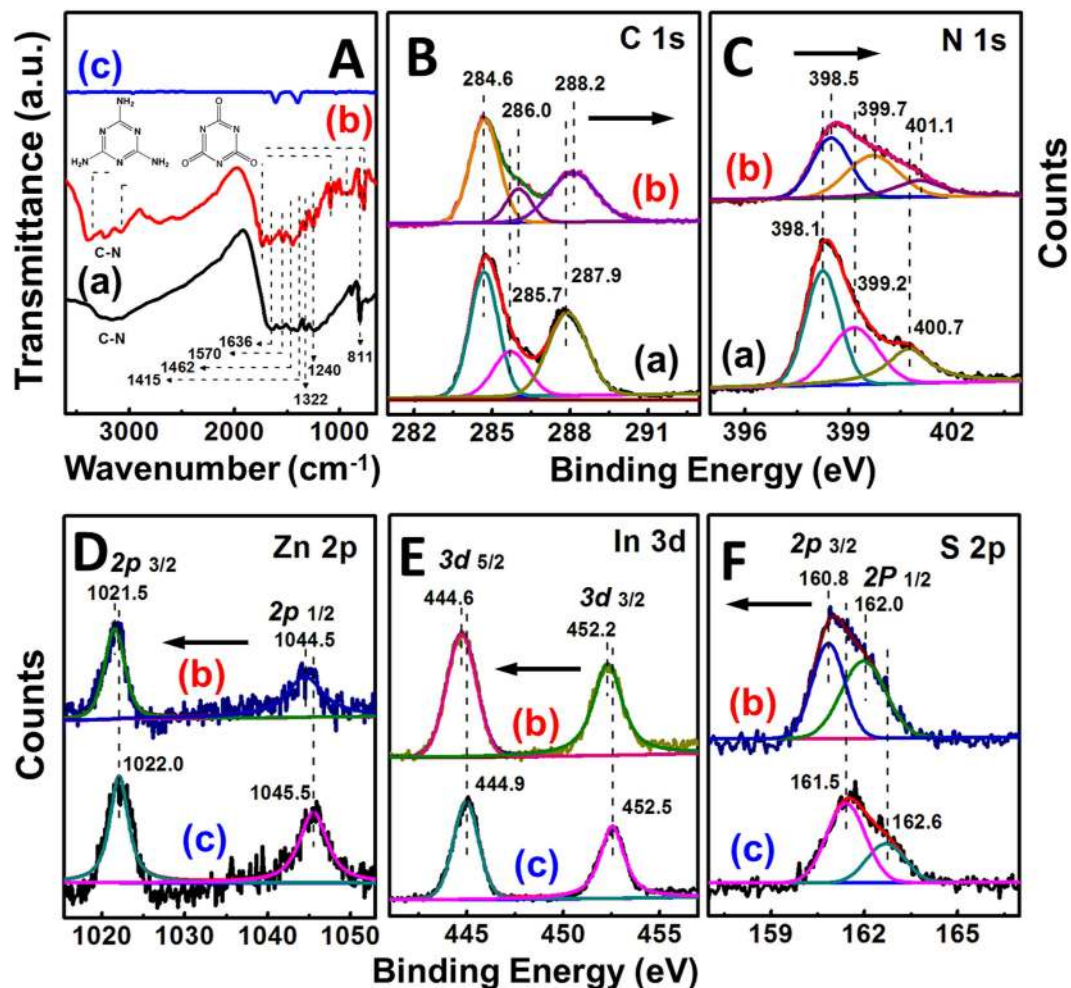 Transmittance (a.u.)
(c)
A
NH2
N
N
N
H2N
NH2
O
N
N
O
N
O
(b)
C-N
(a)
C-N
1636
1570
1462
1415
1240
1322
811
3000
2000
1000
Wavenumber (cm-1)
B
C 1s
284.6
286.0
288.2
(b)
285.7
287.9
(a)
282
285
288
291
C
N 1s
398.5
399.7
401.1
(b)
398.1
399.2
400.7
(a)
396
399
402
Counts
Binding Energy (eV)
Counts
D
Zn 2p
2p 3/2
1021.5
2p 1/2
1044.5
(b)
1022.0
1045.5
(c)
1020
1030
1040
1050
E
In 3d
3d 5/2
444.6
3d 3/2
452.2
(b)
444.9
452.5
(c)
445
450
455
F
S 2p
2p 3/2
160.8
2P 1/2
162.0
(b)
161.5
162.6
(c)
159
162
165
Binding Energy (eV)